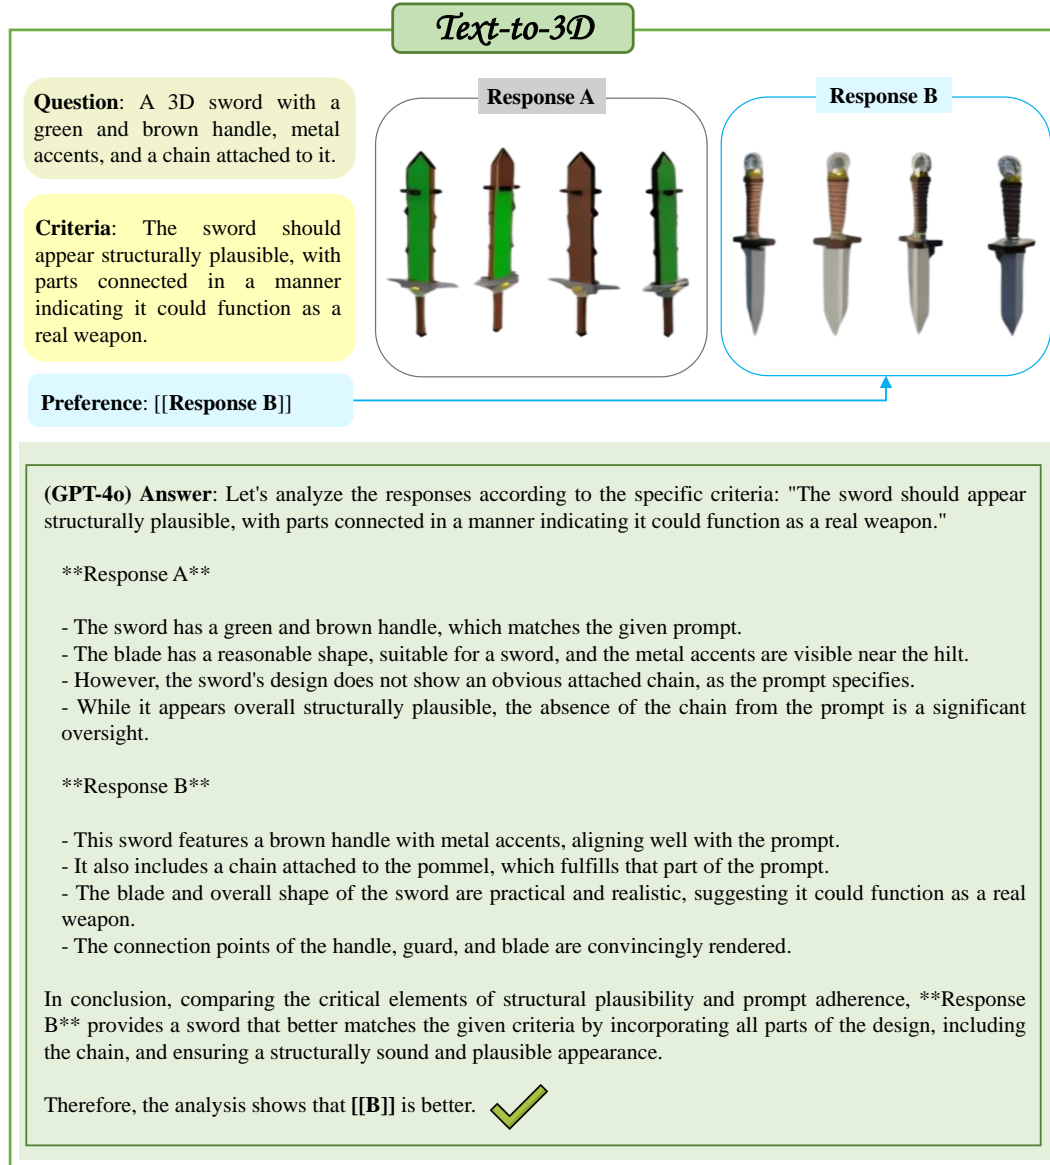 Text-to-3D
Question: A 3D sword with a
green and brown handle, metal
accents, and a chain attached to it.
Criteria: The sword should
appear structurally plausible, with
parts connected in a manner
indicating it could function as a
real weapon.
Preference: [[Response B]]
Response A
Response B
(GPT-4o) Answer: Let's analyze the responses according to the specific criteria: "The sword should appear
structurally plausible, with parts connected in a manner indicating it could function as a real weapon."
**Response A**
- The sword has a green and brown handle, which matches the given prompt.
- The blade has a reasonable shape, suitable for a sword, and the metal accents are visible near the hilt.
- However, the sword's design does not show an obvious attached chain, as the prompt specifies.
- While it appears overall structurally plausible, the absence of the chain from the prompt is a significant
oversight.
**Response B**
- This sword features a brown handle with metal accents, aligning well with the prompt.
- It also includes a chain attached to the pommel, which fulfills that part of the prompt.
- The blade and overall shape of the sword are practical and realistic, suggesting it could function as a real
weapon.
- The connection points of the handle, guard, and blade are convincingly rendered.
In conclusion, comparing the critical elements of structural plausibility and prompt adherence, **Response
B** provides a sword that better matches the given criteria by incorporating all parts of the design, including
the chain, and ensuring a structurally sound and plausible appearance.
Therefore, the analysis shows that [[B]] is better.